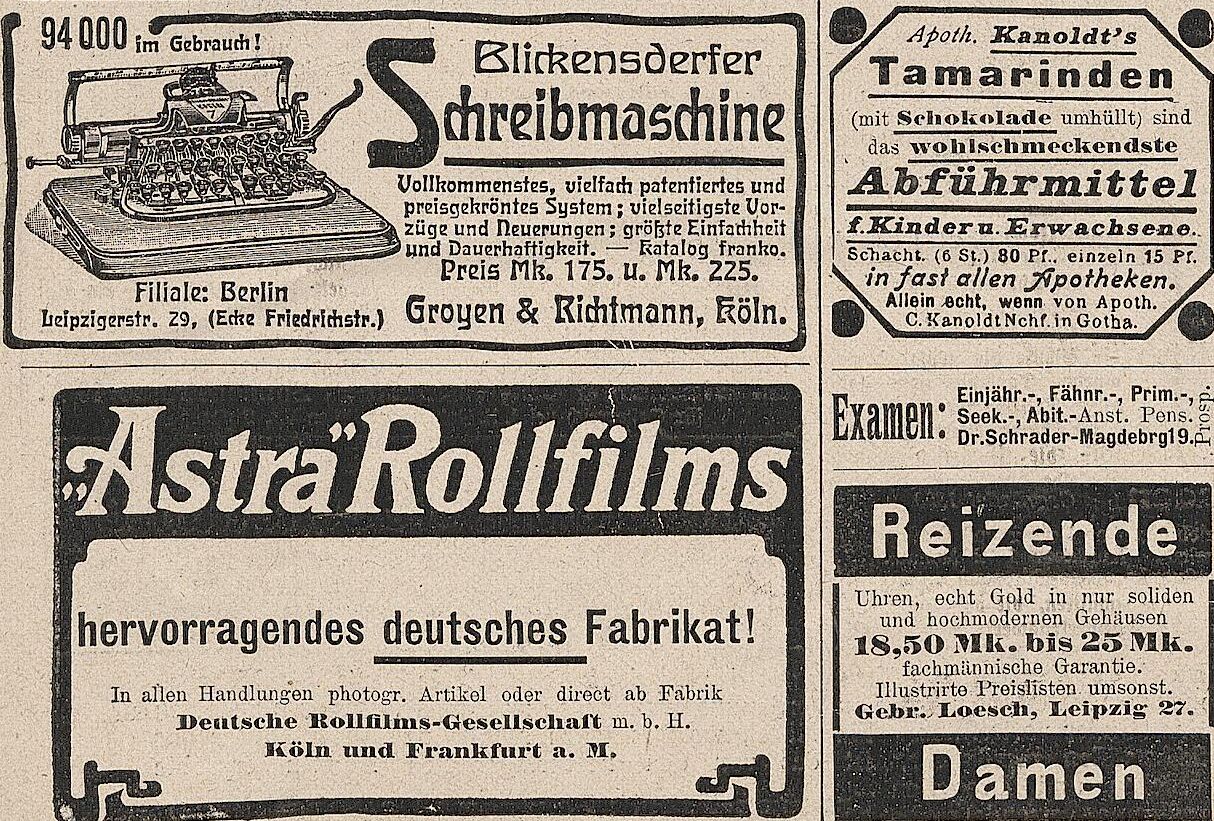 94 000 im Gebrauch!
Blickensderfer
Schreibmaschine
Vollkommenstes, vielfach patentiertes und
preisgekröntes System; vielseitigste Vor-
züge und Neuerungen; größte Einfachheit
und Dauerhaftigkeit. — Katalog franko.
Preis Mk. 175. u. Mk. 225.
Filiale: Berlin
Leipzigerstr. 29, (Ecke Friedrichstr.)
Groyen & Richtmann, Köln.
„Astra" Rollfilms
hervorragendes deutsches Fabrikat!
In allen Handlungen photogr. Artikel oder direct ab Fabrik
Deutsche Rollfilms-Gesellschaft m. b. H.
Köln und Frankfurt a. M.
Apoth. Kanoldt's
Tamarinden
(mit Schokolade umhüllt) sind
das wohlschmeckendste
Abführmittel
f. Kinder u. Erwachsene.
Schacht. (6 St.) 80 Pf., einzeln 15 Pf.
in fast allen Apotheken.
Allein echt, wenn von Apoth.
C. Kanoldt Nchf. in Gotha.
Examen:
Einjähr.-, Fähnr.-, Prim.-,
Seek.-, Abit.-Anst. Pens.
Dr. Schrader-Magdebrg19.
Prosp.
Reizende
Uhren, echt Gold in nur soliden
und hochmodernen Gehäusen
18,50 Mk. bis 25 Mk.
fachmännische Garantie.
Illustrirte Preislisten umsonst.
Gebr. Loesch, Leipzig 27.
Damen